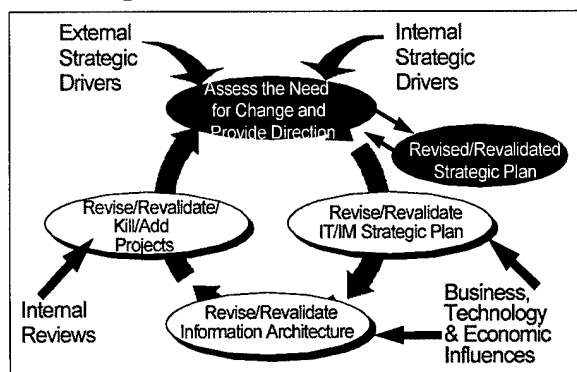 External
Strategic
Drivers
Internal
Strategic
Drivers
Assess the Need
for Change and
Provide Direction
Revised/Revalidated
Strategic Plan
Revise/Revalidate/
Kill/Add
Projects
Revise/Revalidate
IT/IM Strategic Plan
Internal
Reviews
Revise/Revalidate
Information Architecture
Business,
Technology
& Economic
Influences